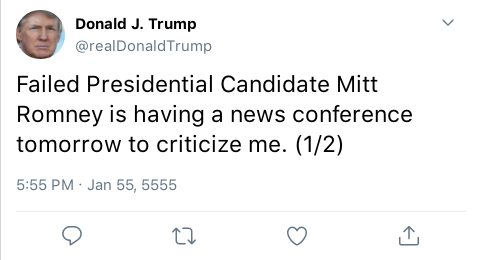 Donald J. Trump
@realDonaldTrump
Failed Presidential Candidate Mitt
Romney is having a news conference
tomorrow to criticize me. (1/2)
5:55 PM · Jan 55, 5555